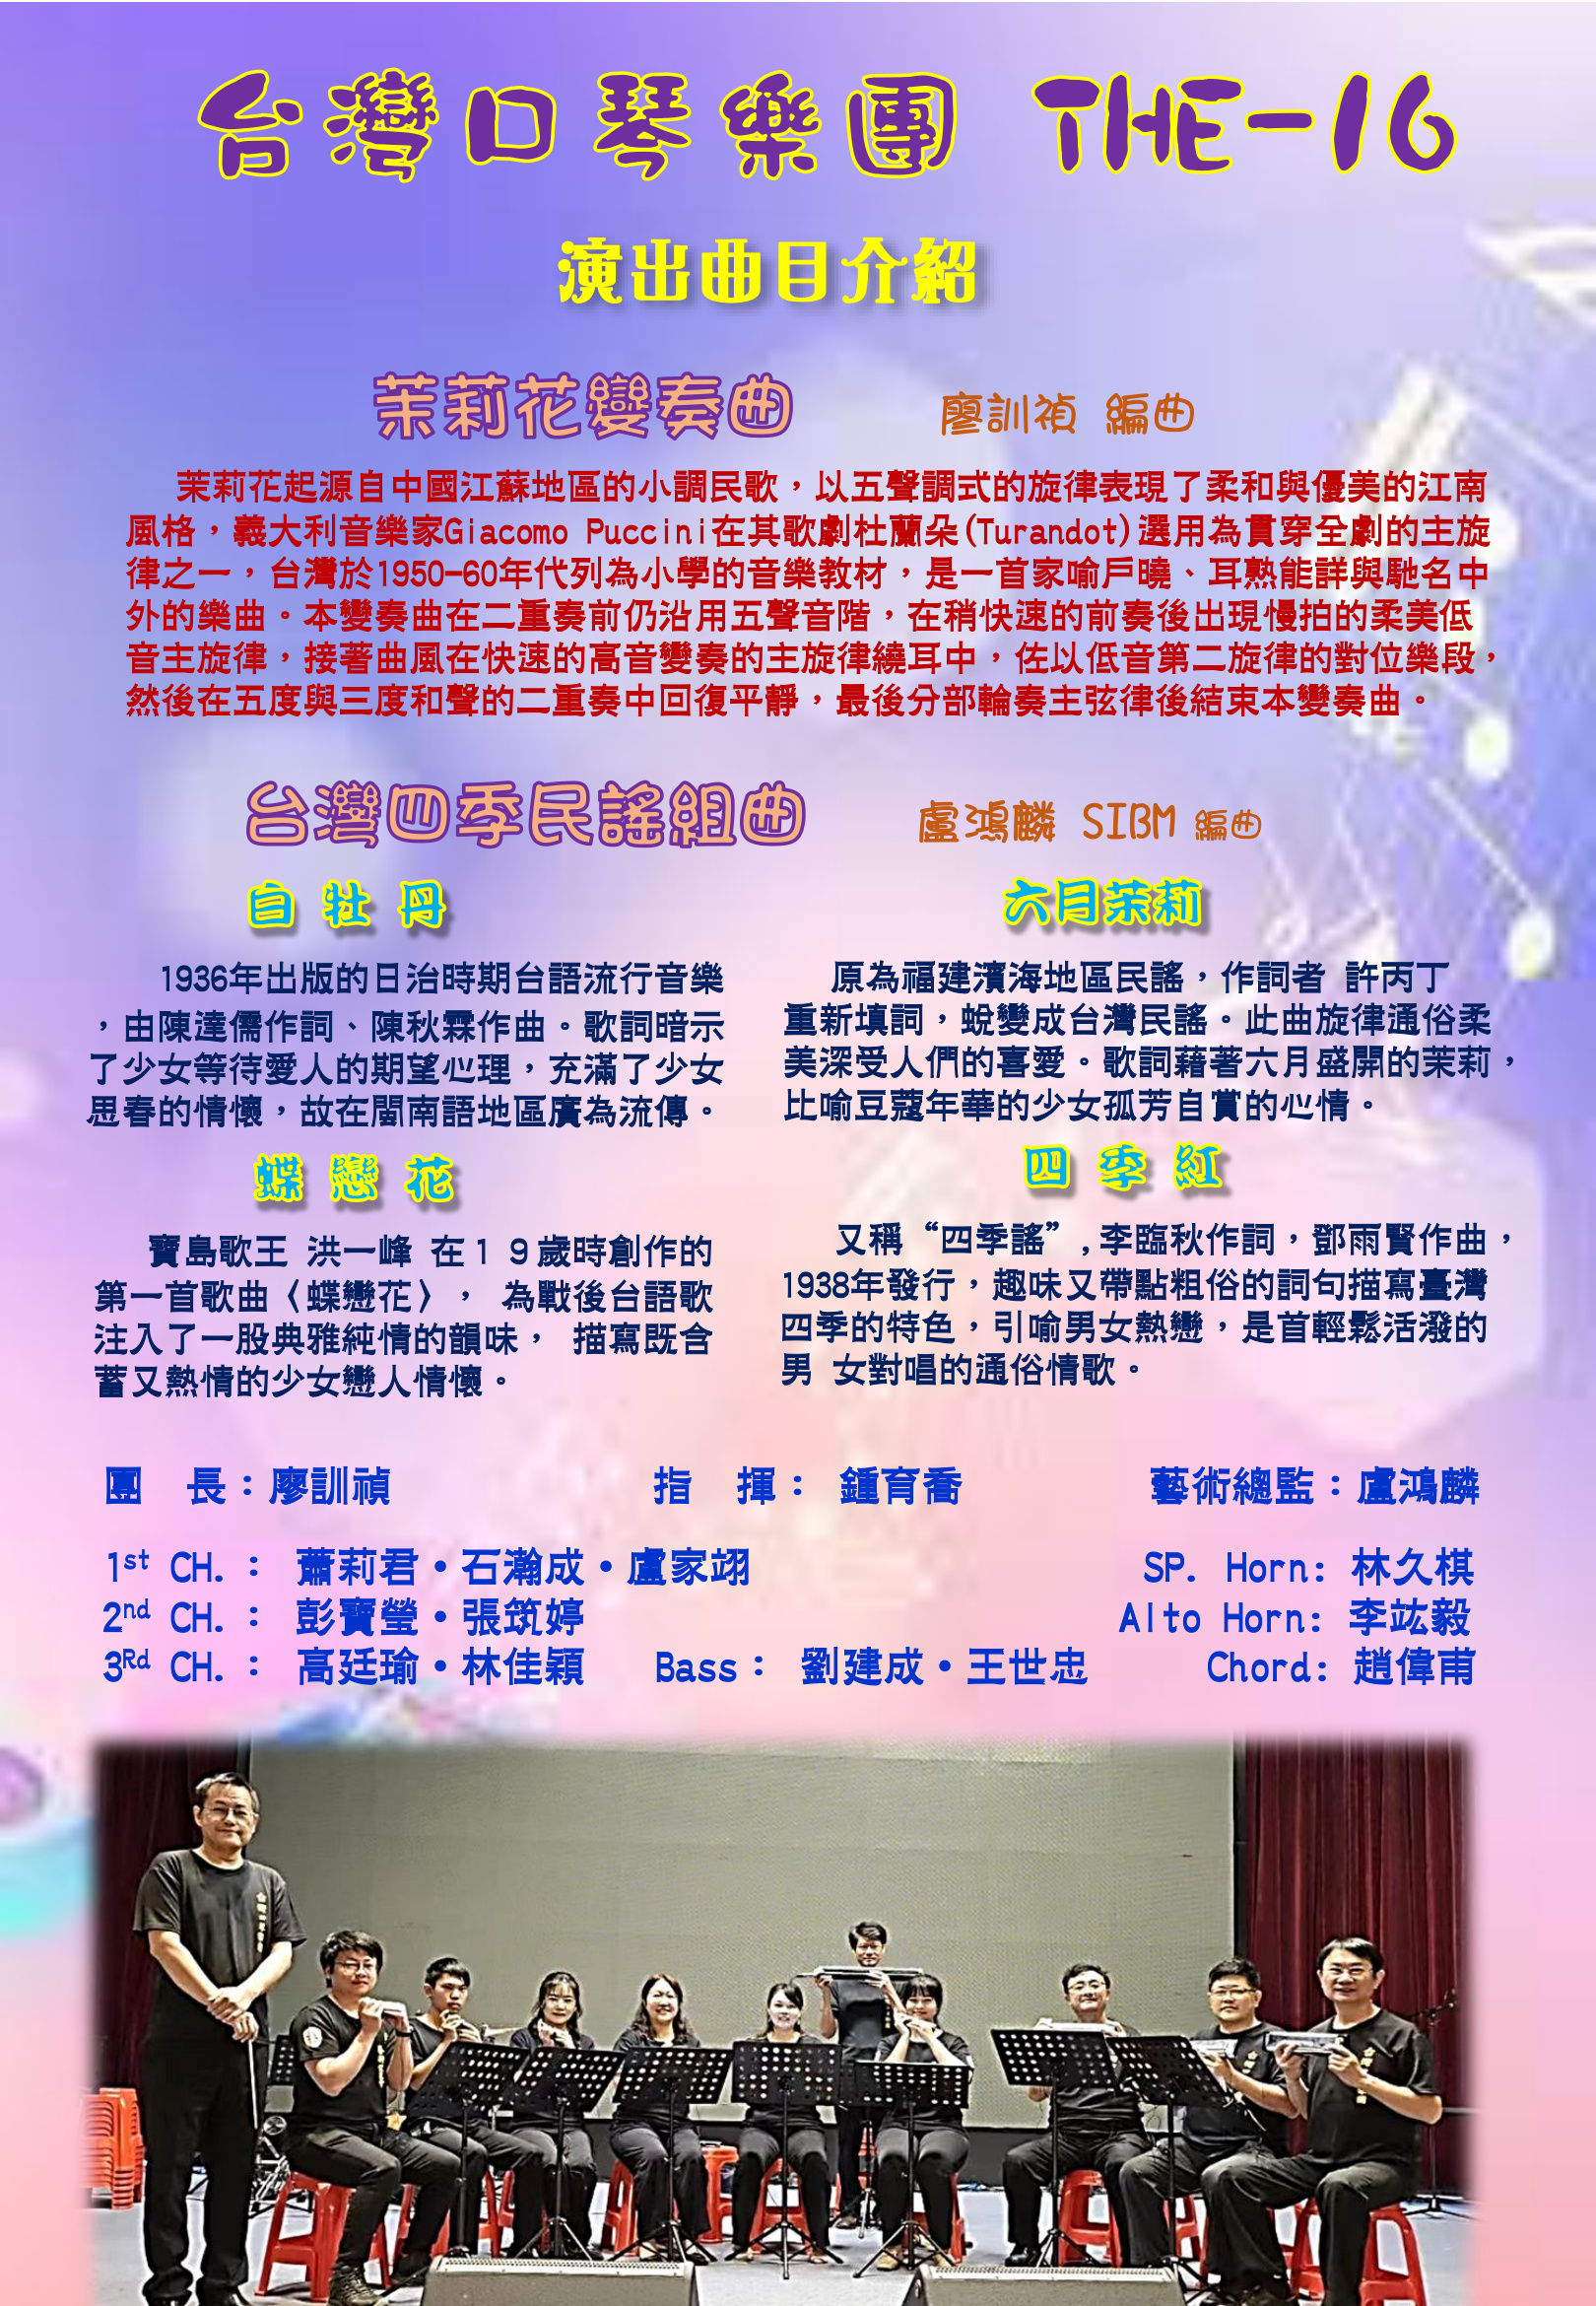 台灣口琴樂團 THE-16
演出曲目介紹
茉莉花變奏曲 廖訓禎 編曲
茉莉花起源自中國江蘇地區的小調民歌，以五聲調式的旋律表現了柔和與優美的江南
風格，義大利音樂家Giacomo Puccini在其歌劇杜蘭朵(Turandot)選用為貫穿全劇的主旋
律之一，台灣於1950-60年代列為小學的音樂教材，是一首家喻戶曉、耳熟能詳與馳名中
外的樂曲。本變奏曲在二重奏前仍沿用五聲音階，在稍快速的前奏後出現慢拍的柔美低
音主旋律，接著曲風在快速的高音變奏的主旋律繞耳中，佐以低音第二旋律的對位樂段，
然後在五度與三度和聲的二重奏中回復平靜，最後分部輪奏主弦律後結束本變奏曲。
台灣四季民謠組曲 盧鴻麟 SIBM 編曲
白 牡 丹
1936年出版的日治時期台語流行音樂
，由陳達儒作詞、陳秋霖作曲。歌詞暗示
了少女等待愛人的期望心理，充滿了少女
思春的情懷，故在閩南語地區廣為流傳。
六月茉莉
原為福建濱海地區民謠，作詞者 許丙丁
重新填詞，蛻變成台灣民謠。此曲旋律通俗柔
美深受人們的喜愛。歌詞藉著六月盛開的茉莉，
比喻豆蔻年華的少女孤芳自賞的心情。
蝶 戀 花
寶島歌王 洪一峰 在１９歲時創作的
第一首歌曲〈蝶戀花〉， 為戰後台語歌
注入了一股典雅純情的韻味， 描寫既含
蓄又熱情的少女戀人情懷。
四 季 紅
又稱“四季謠”,李臨秋作詞，鄧雨賢作曲，
1938年發行，趣味又帶點粗俗的詞句描寫臺灣
四季的特色，引喻男女熱戀，是首輕鬆活潑的
男 女對唱的通俗情歌。
團 長：廖訓禎 指 揮： 鍾育喬 藝術總監：盧鴻麟
1st CH.： 蕭莉君・石瀚成・盧家翊 SP. Horn: 林久棋
2nd CH.： 彭寶瑩・張筑婷 Alto Horn: 李竑毅
3Rd CH.： 高廷瑜・林佳穎 Bass： 劉建成・王世忠 Chord: 趙偉甫